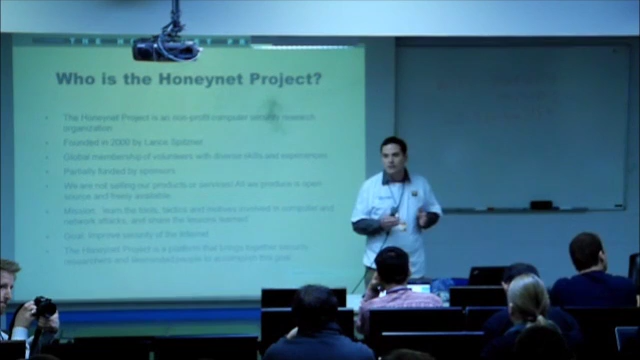 Who is the Honeynet Project?
The Honeynet Project is an non-profit computer security research
organization
Founded in 2000 by Lance Spitzner
Global membership of volunteers with diverse skills and experiences
Partially funded by sponsors
We are not selling our products or services! All we produce is open
source and freely available
Mission: learn the tools, tactics and motives involved in computer and
network attacks, and share the lessons learned
Goal: improve security of the Internet
The Honeynet Project is a platform that brings together security
researchers and people to accomplish this goal